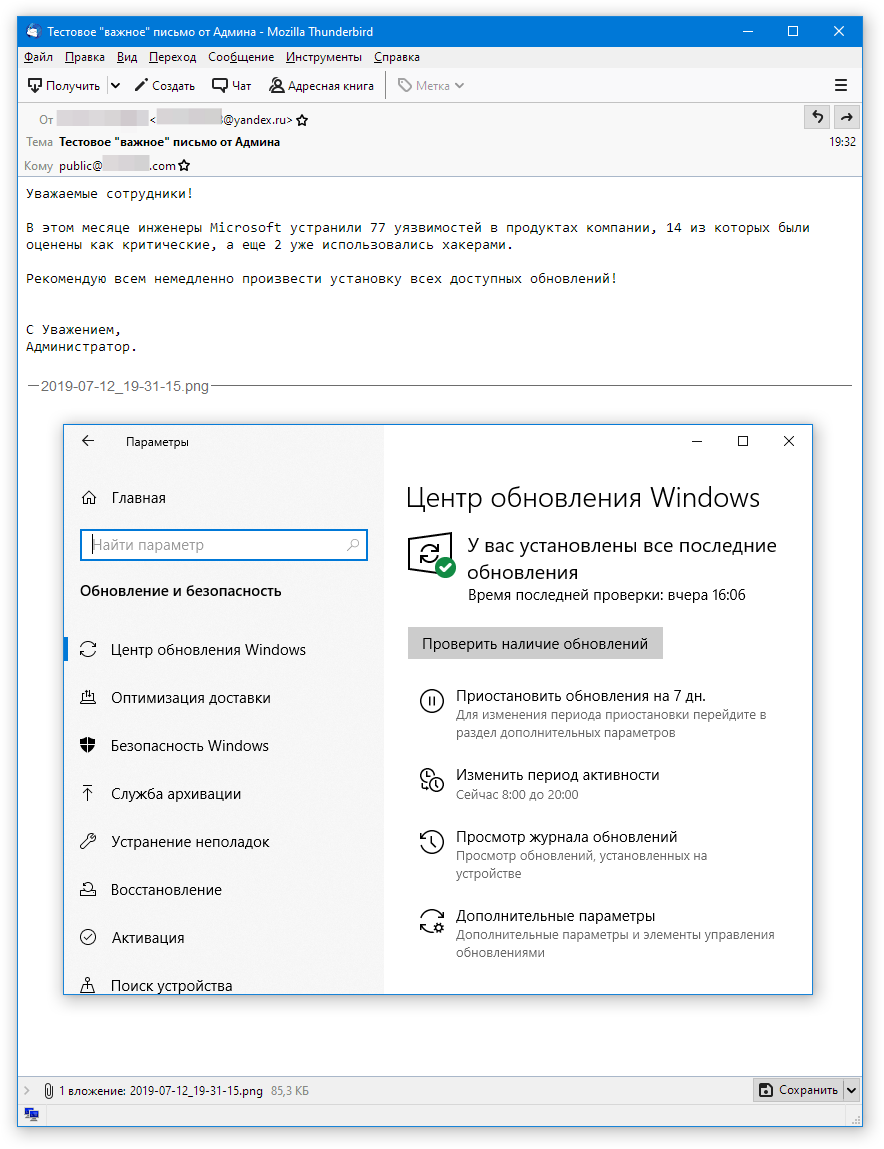 Тестовое "важное" письмо от Админа - Mozilla Thunderbird
Файл Правка Вид Переход Сообщение Инструменты Справка
Получить Создать Чат Адресная книга Метка
От < @yandex.ru>
Тема Тестовое "важное" письмо от Админа 19:32
Кому public@ .com
Уважаемые сотрудники!
В этом месяце инженеры Microsoft устранили 77 уязвимостей в продуктах компании, 14 из которых были
оценены как критические, а еще 2 уже использовались хакерами.
Рекомендую всем немедленно произвести установку всех доступных обновлений!
С Уважением,
Администратор.
2019-07-12_19-31-15.png
Параметры
Главная
Найти параметр
Обновление и безопасность
Центр обновления Windows
Оптимизация доставки
Безопасность Windows
Служба архивации
Устранение неполадок
Восстановление
Активация
Поиск устройства
Центр обновления Windows
У вас установлены все последние
обновления
Время последней проверки: вчера 16:06
Проверить наличие обновлений
Приостановить обновления на 7 дн.
Для изменения периода приостановки перейдите в
раздел дополнительных параметров
Изменить период активности
Сейчас 8:00 до 20:00
Просмотр журнала обновлений
Просмотр обновлений, установленных на
устройстве
Дополнительные параметры
Дополнительные параметры и элементы управления
обновлениями
1 вложение: 2019-07-12_19-31-15.png 85,3 КБ
Сохранить